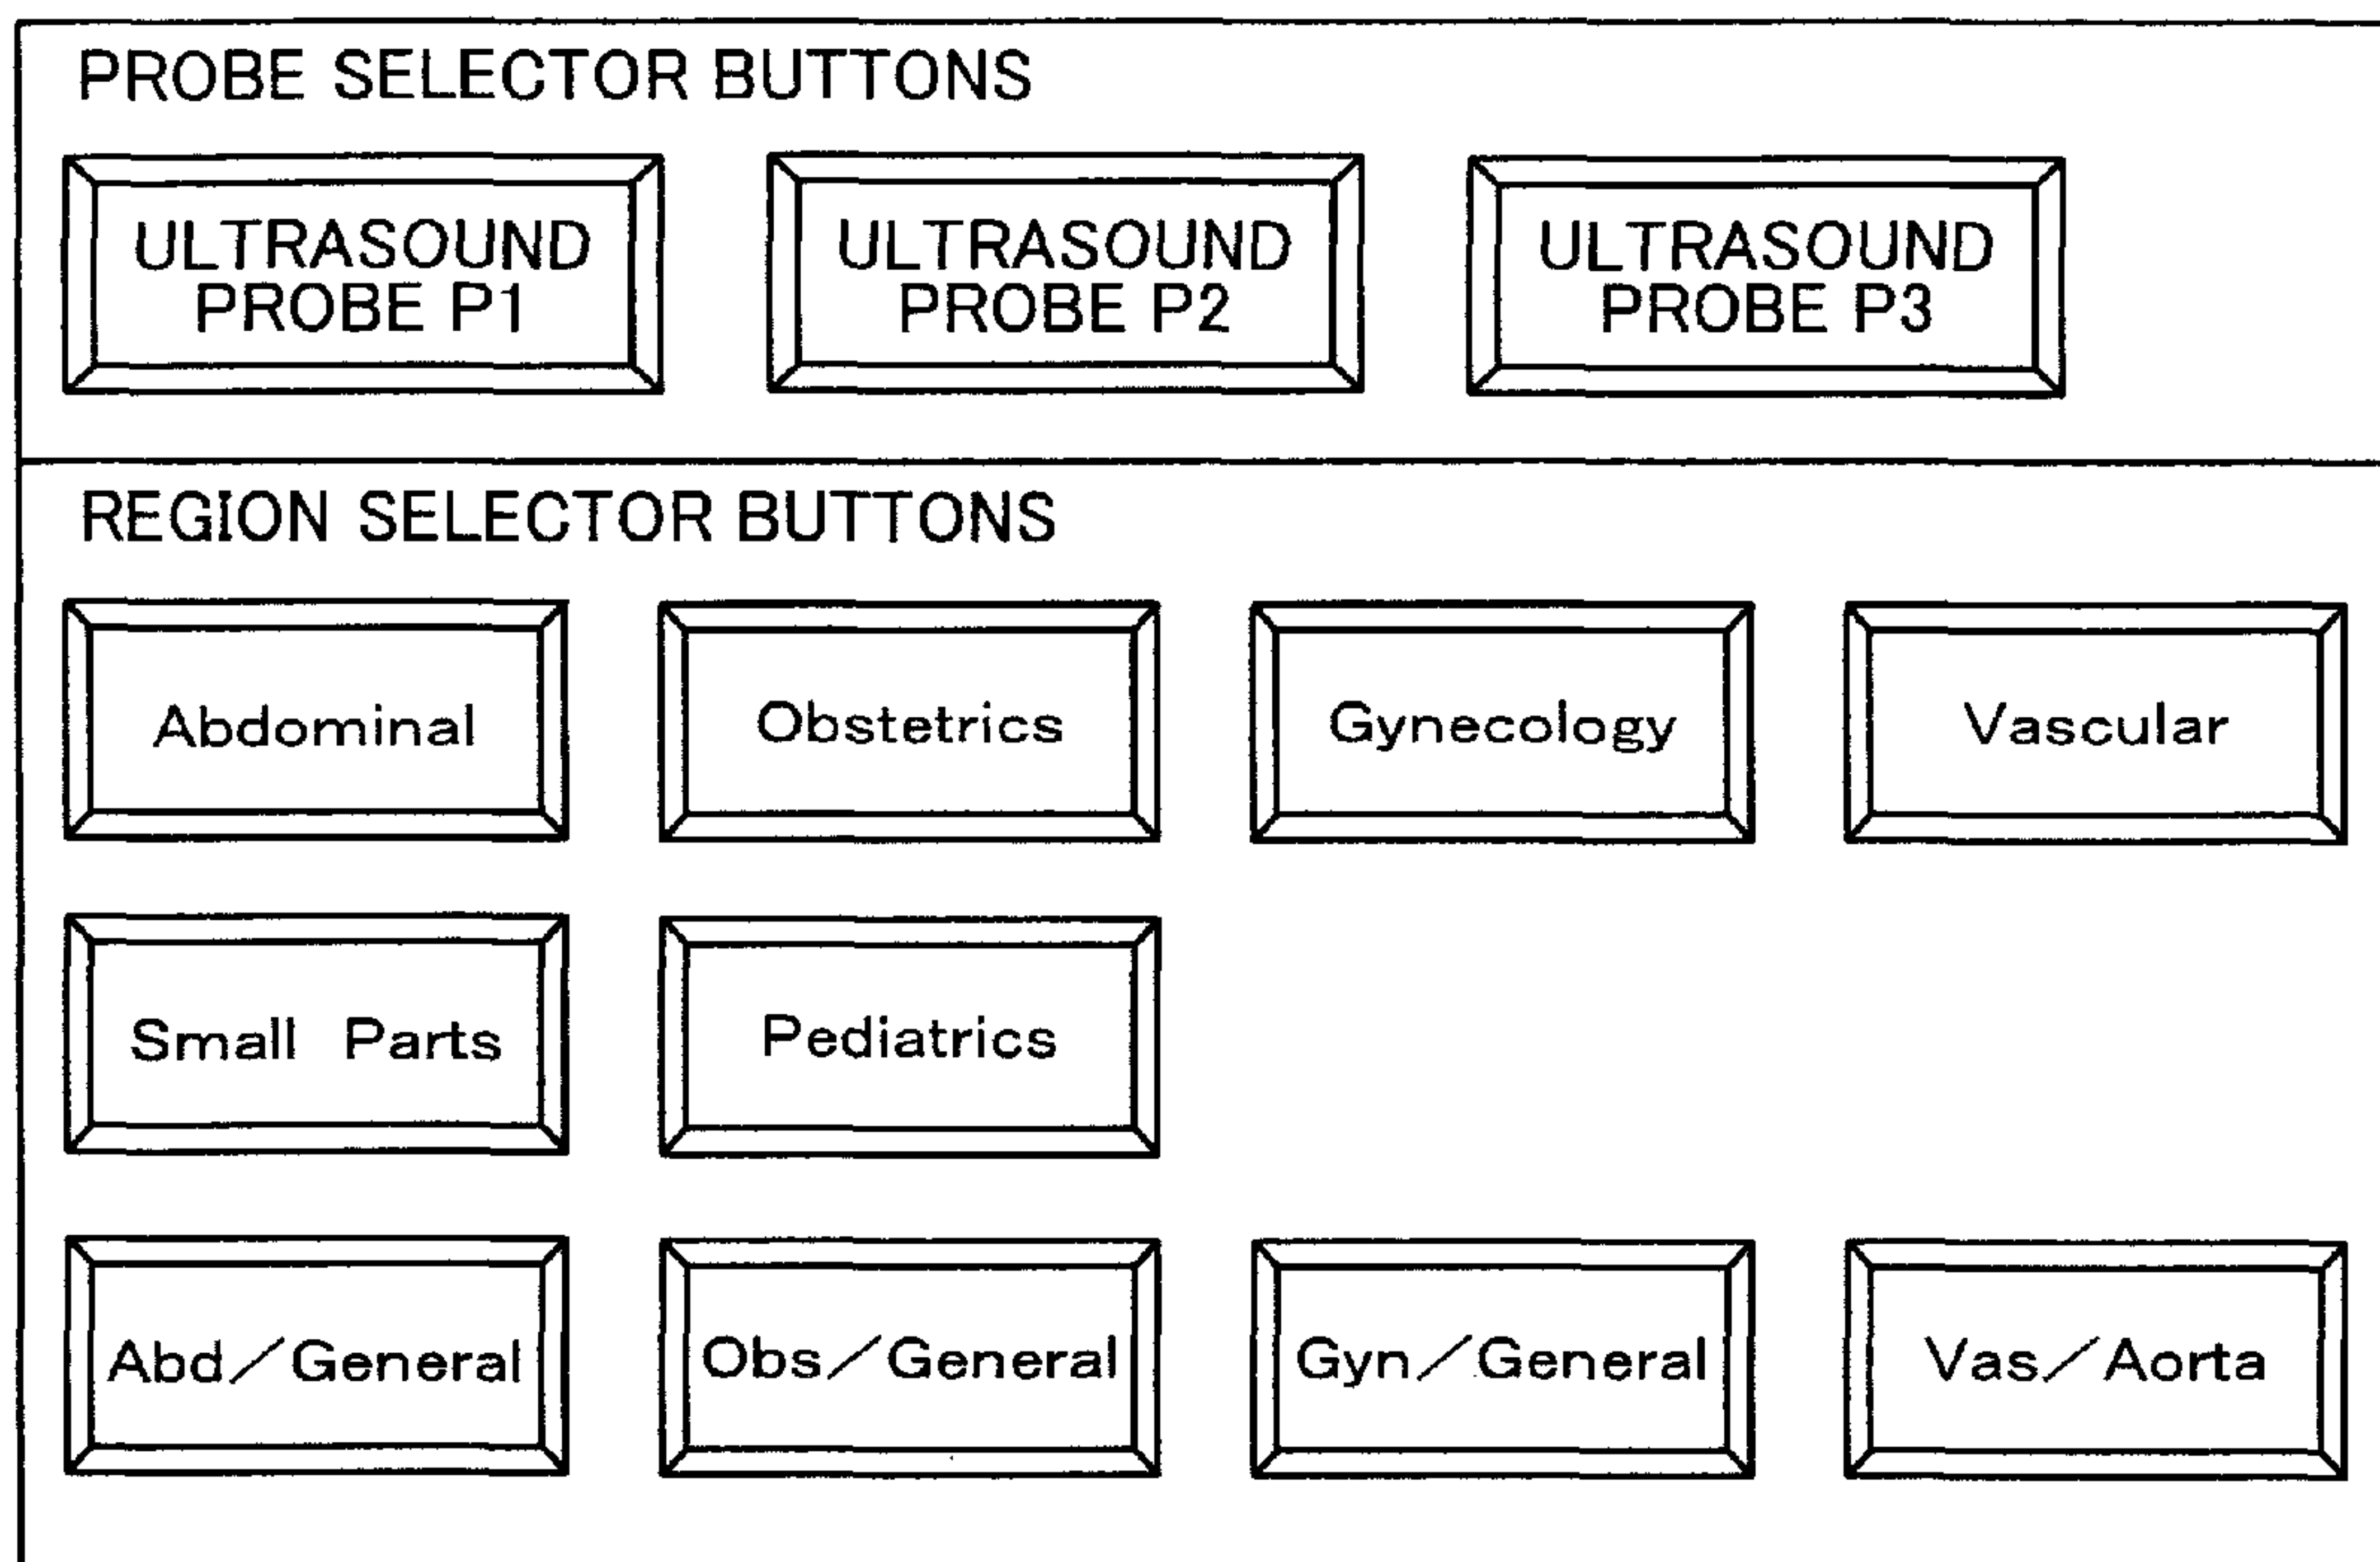 PROBE SELECTOR BUTTONS
ULTRASOUND
PROBE P1
ULTRASOUND
PROBE P2
ULTRASOUND
PROBE P3
REGION SELECTOR BUTTONS
Abdominal
Obstetrics
Gynecology
Vascular
Small Parts
Pediatrics
Abd/General
Obs/General
Gyn/General
Vas/Aorta